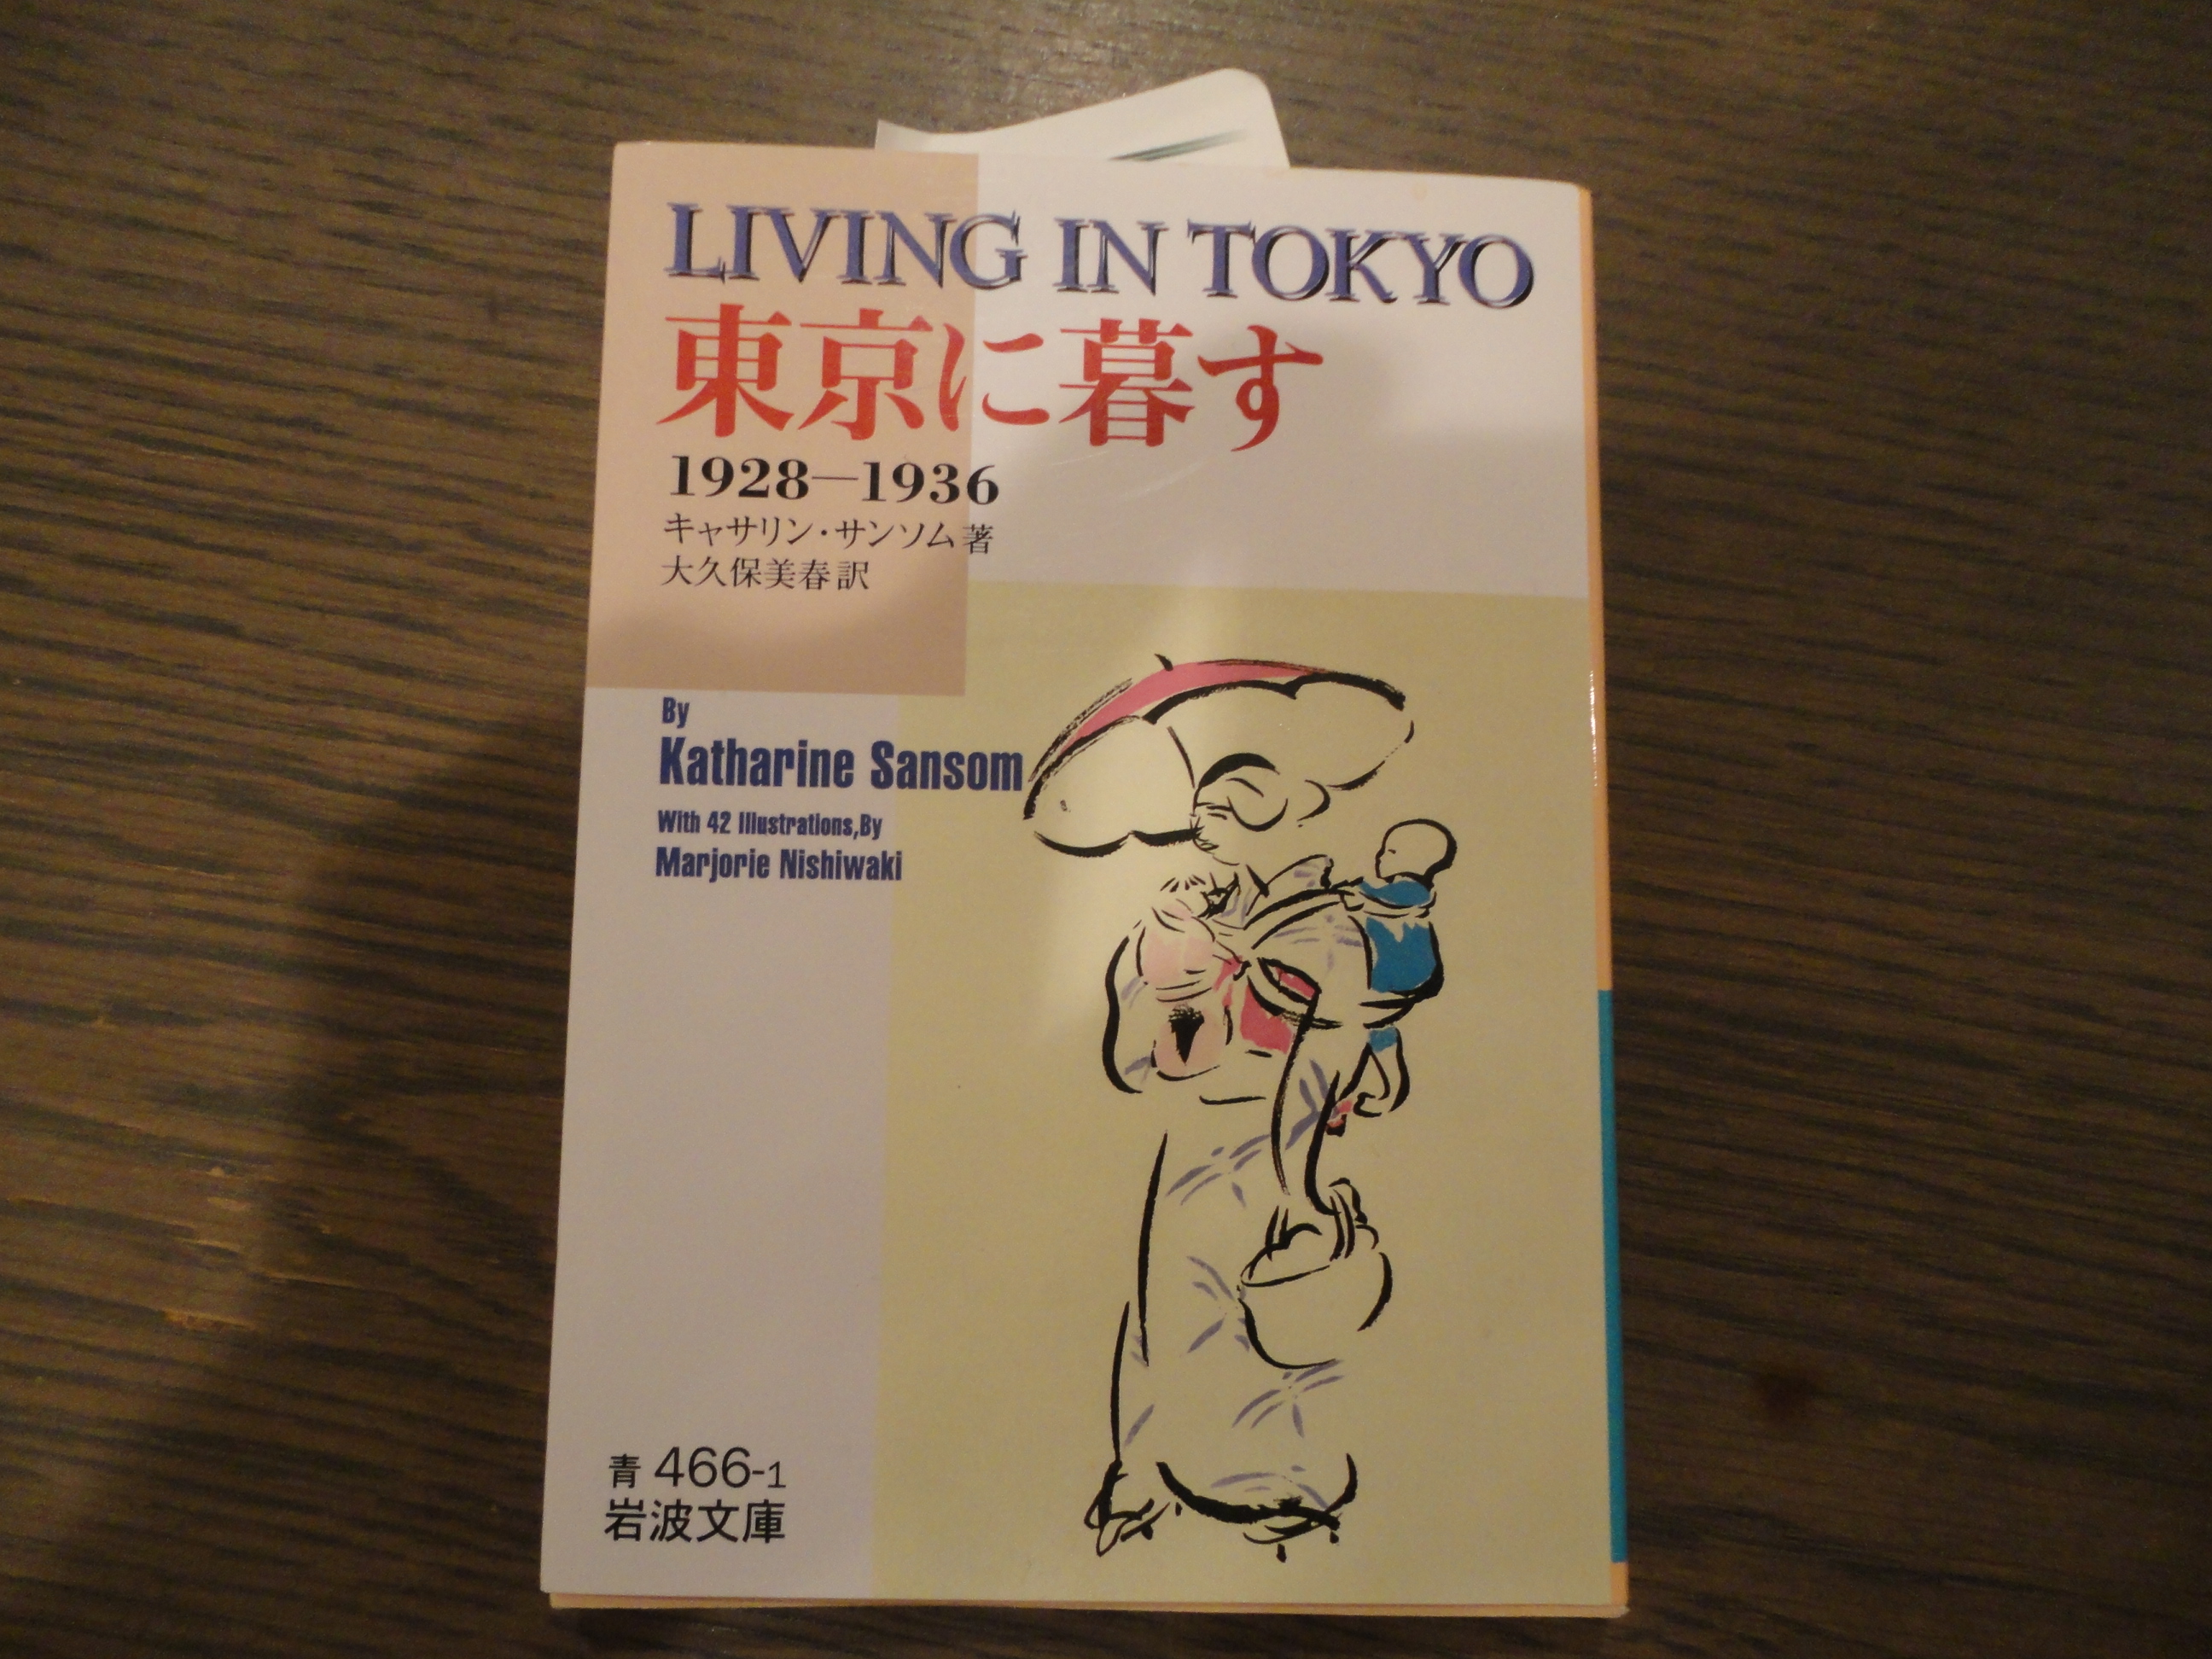 LIVING IN TOKYO
東京に暮す
1928―1936
キャサリン・サンソム著
大久保美春訳
By
Katharine Sansom
With 42 Illustrations,By
Marjorie Nishiwaki
青 466-1
岩波文庫